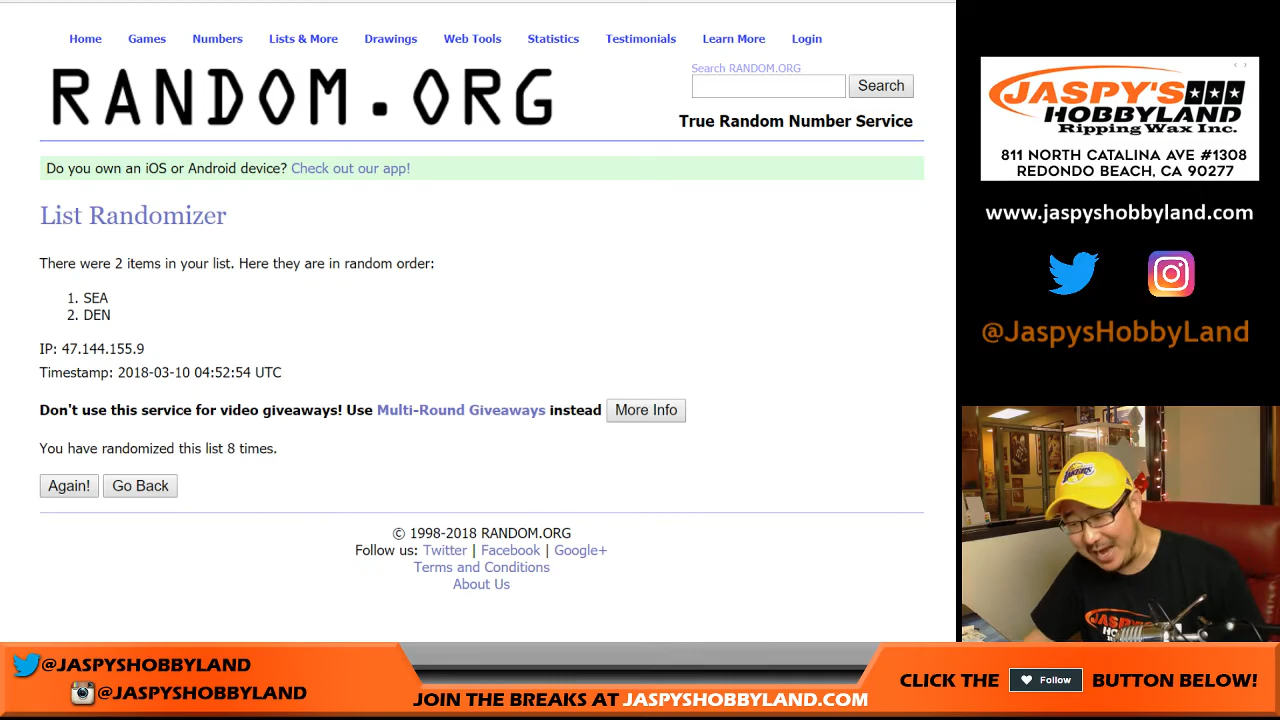 Home Games Numbers Lists & More Drawings Web Tools Statistics Testimonials Learn More Login
RANDOM.ORG
Search RANDOM.ORG
Search
True Random Number Service
Do you own an iOS or Android device? Check out our app!
List Randomizer
There were 2 items in your list. Here they are in random order:
1. SEA
2. DEN
IP: 47.144.155.9
Timestamp: 2018-03-10 04:52:54 UTC
Don't use this service for video giveaways! Use Multi-Round Giveaways instead More Info
You have randomized this list 8 times.
Again! Go Back
© 1998-2018 RANDOM.ORG
Follow us: Twitter | Facebook | Google+
Terms and Conditions
About Us
JASPY'S
HOBBYLAND
Ripping Wax Inc.
811 NORTH CATALINA AVE #1308
REDONDO BEACH, CA 90277
www.jaspyshobbyland.com
@JaspysHobbyLand
LAKERS
JASPY'S
@JASPYSHOBBYLAND
@JASPYSHOBBYLAND
JOIN THE BREAKS AT JASPYSHOBBYLAND.COM
CLICK THE Follow BUTTON BELOW!